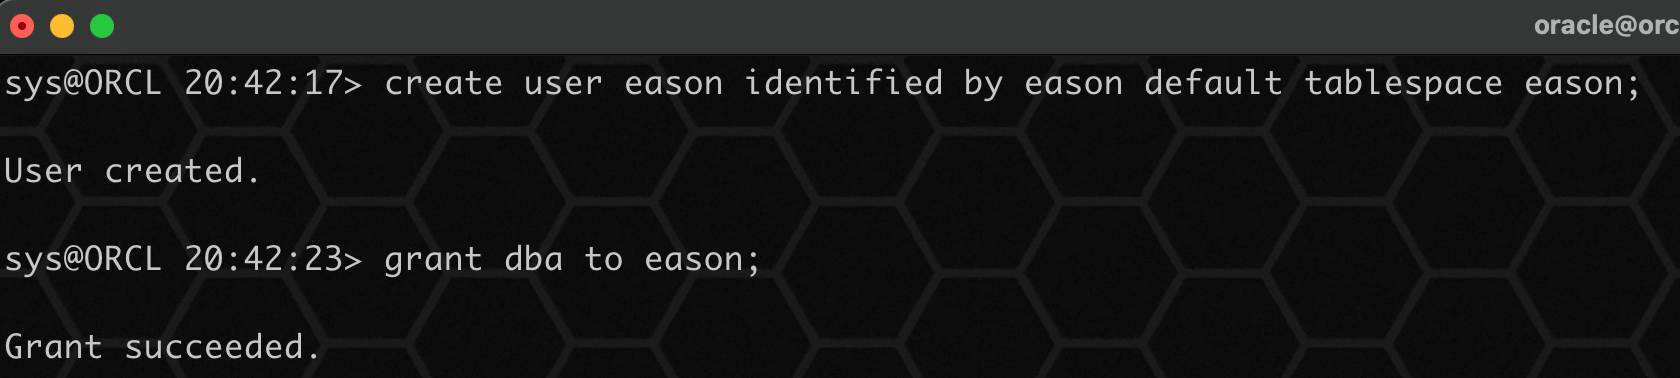 oracle@orc
sys@ORCL 20:42:17> create user eason identified by eason default tablespace eason;
User created.
sys@ORCL 20:42:23> grant dba to eason;
Grant succeeded.